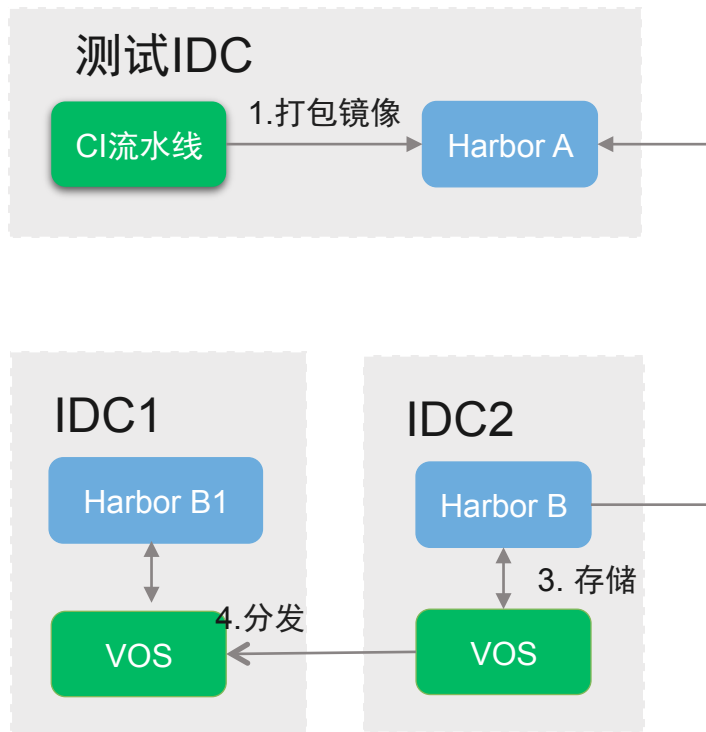 测试IDC
CI流水线
1.打包镜像
Harbor A
IDC1
Harbor B1
4.分发
VOS
IDC2
Harbor B
3. 存储
VOS